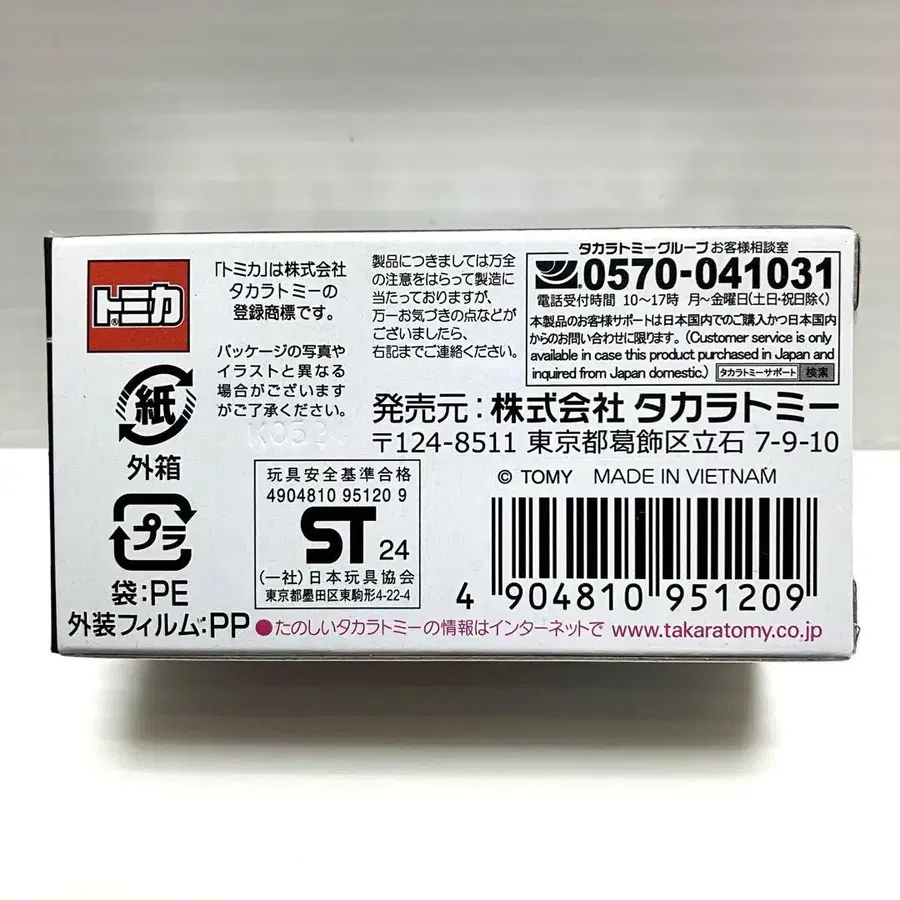 トミカ
®
「トミカ」は株式会社
タカラトミーの
登録商標です。
パッケージの写真や
イラストと異なる
場合がございます
がご了承ください。
製品につきましては万全
の注意をはらって製造に
当たっておりますが、
万一お気づきの点などが
ございましたら、
右記までご連絡ください。
タカラトミーグループ お客様相談室
0570-041031
電話受付時間 10〜17時 月〜金曜日(土日・祝日除く)
本製品のお客様サポートは日本国内でのご購入かつ日本国内
からのお問い合わせに限ります。(Customer service is only
available in case this product purchased in Japan and
inquired from Japan domestic.) タカラトミーサポート 検索
発売元:株式会社 タカラトミー
〒124-8511 東京都葛飾区立石 7-9-10
© TOMY MADE IN VIETNAM
紙
外箱
プラ
袋:PE
外装フィルム:PP
玩具安全基準合格
4904810 95120 9
ST 24
(一社)日本玩具協会
東京都墨田区東駒形4-22-4
4 904810 951209
●たのしいタカラトミーの情報はインターネットで www.takaratomy.co.jp